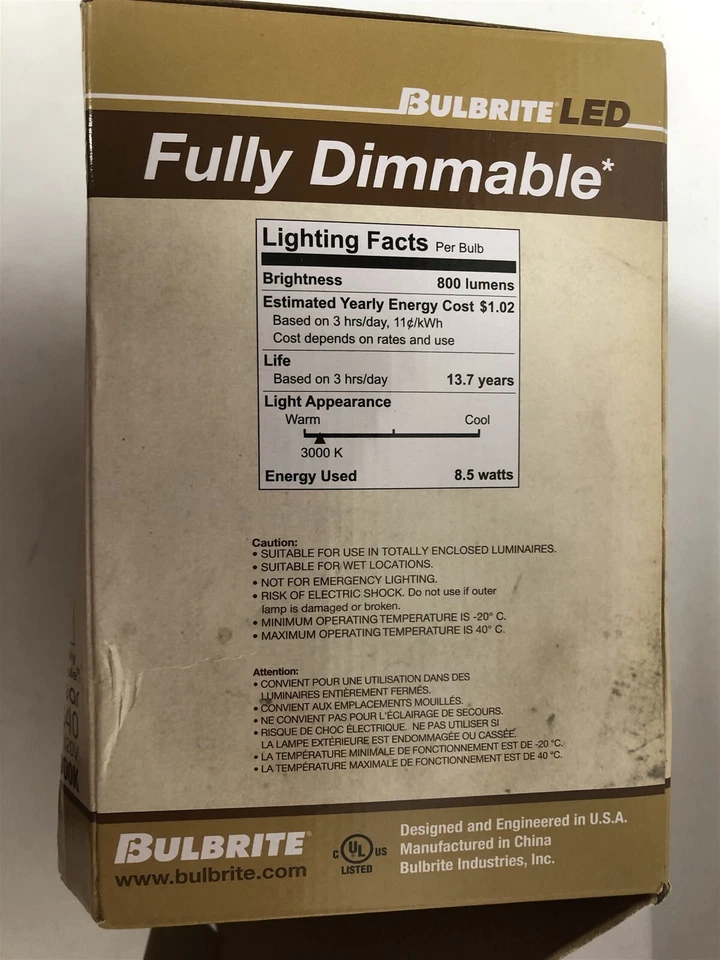 BULBRITE LED
Fully Dimmable*
Lighting Facts Per Bulb
Brightness 800 lumens
Estimated Yearly Energy Cost $1.02
Based on 3 hrs/day, 11¢/kWh
Cost depends on rates and use
Life
Based on 3 hrs/day 13.7 years
Light Appearance
Warm Cool
3000 K
Energy Used 8.5 watts
Caution:
• SUITABLE FOR USE IN TOTALLY ENCLOSED LUMINAIRES.
• SUITABLE FOR WET LOCATIONS.
• NOT FOR EMERGENCY LIGHTING.
• RISK OF ELECTRIC SHOCK. Do not use if outer
lamp is damaged or broken.
• MINIMUM OPERATING TEMPERATURE IS -20° C.
• MAXIMUM OPERATING TEMPERATURE IS 40° C.
Attention:
• CONVIENT POUR UNE UTILISATION DANS DES
LUMINAIRES ENTIÈREMENT FERMÉS.
• CONVIENT AUX EMPLACEMENTS MOUILLÉS.
• NE CONVIENT PAS POUR L'ÉCLAIRAGE DE SECOURS.
• RISQUE DE CHOC ÉLECTRIQUE. NE PAS UTILISER SI
LA LAMPE EXTÉRIEURE EST ENDOMMAGÉE OU CASSÉE.
• LA TEMPÉRATURE MINIMALE DE FONCTIONNEMENT EST DE -20 °C.
• LA TEMPÉRATURE MAXIMALE DE FONCTIONNEMENT EST DE 40 °C.
BULBRITE®
www.bulbrite.com
C UL US
LISTED
Designed and Engineered in U.S.A.
Manufactured in China
Bulbrite Industries, Inc.